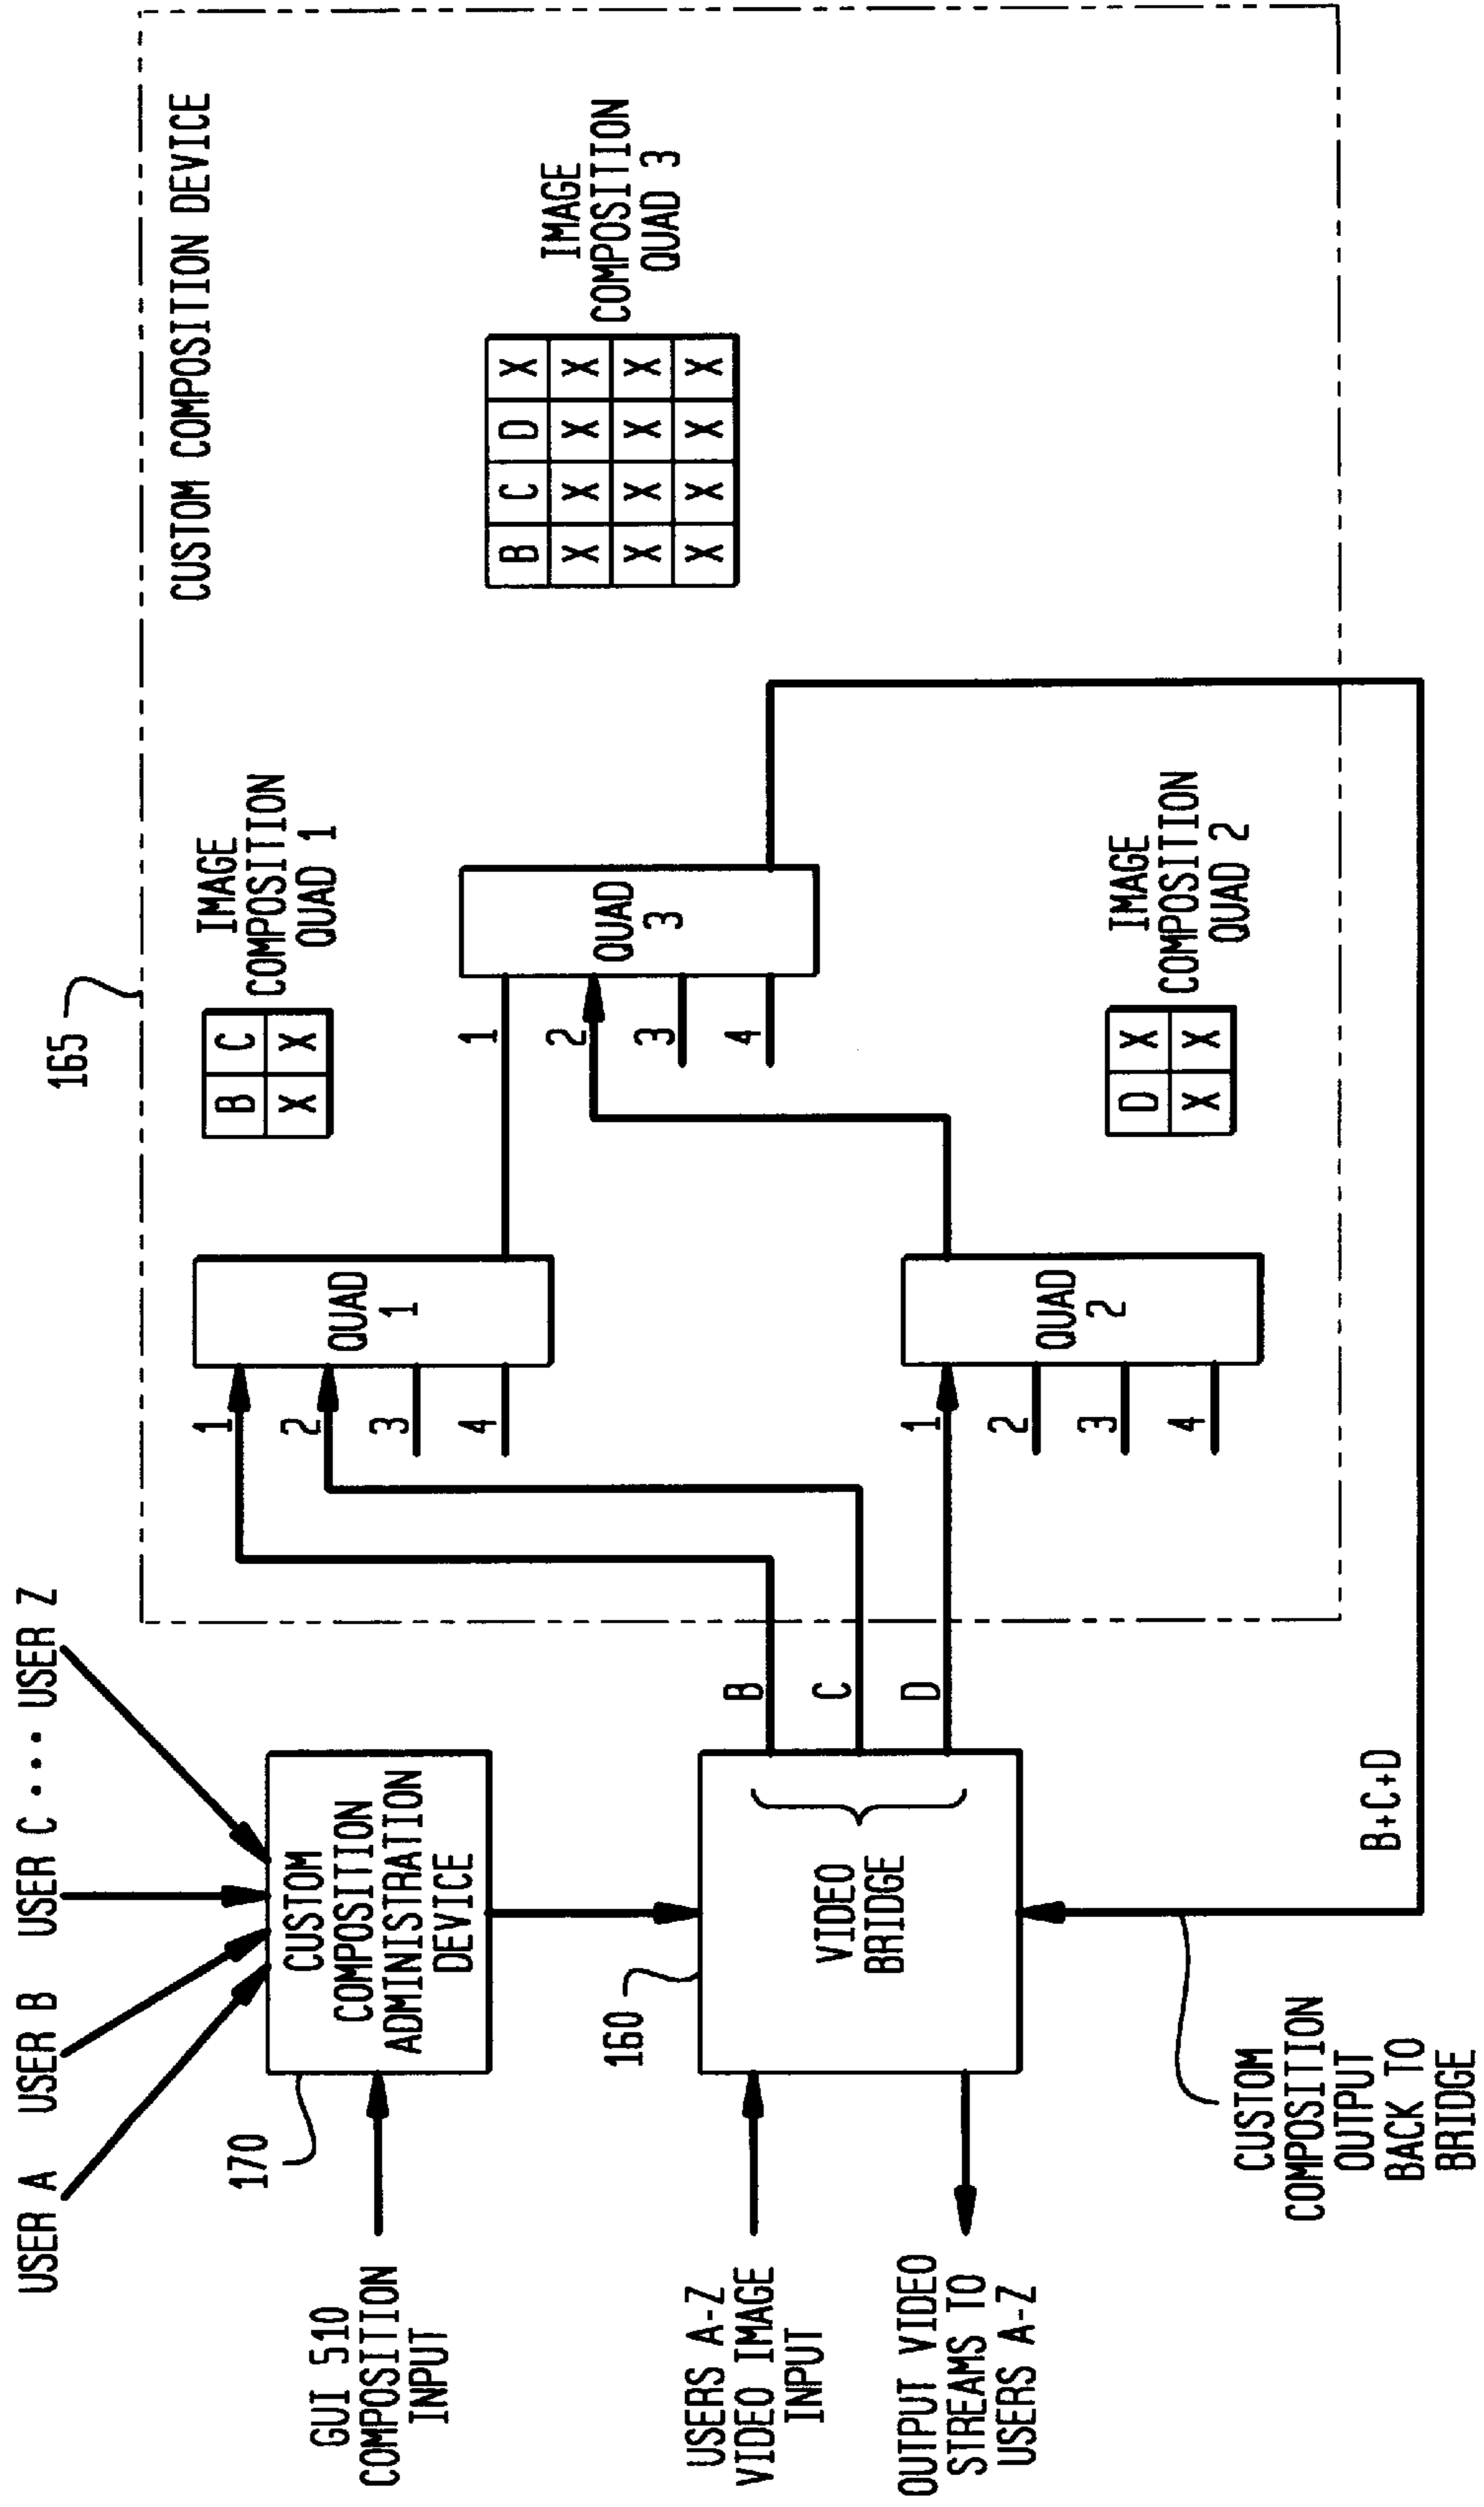 USER A
USER B
USER C • • • USER Z
170
GUI 510
COMPOSITION
INPUT
CUSTOM
COMPOSITION
ADMINISTRATION
DEVICE
165
CUSTOM COMPOSITION DEVICE
USERS A-Z
VIDEO IMAGE
INPUT
OUTPUT VIDEO
STREAMS TO
USERS A-Z
160
VIDEO
BRIDGE
B
C
D
1
2
3
4
QUAD
1
B C
X X
IMAGE
COMPOSITION
QUAD 1
1
2
3
4
QUAD
2
D X
X X
IMAGE
COMPOSITION
QUAD 2
1
2
3
4
QUAD
3
B C D X
X X X X
X X X X
X X X X
IMAGE
COMPOSITION
QUAD 3
B+C+D
CUSTOM
COMPOSITION
OUTPUT
BACK TO
BRIDGE